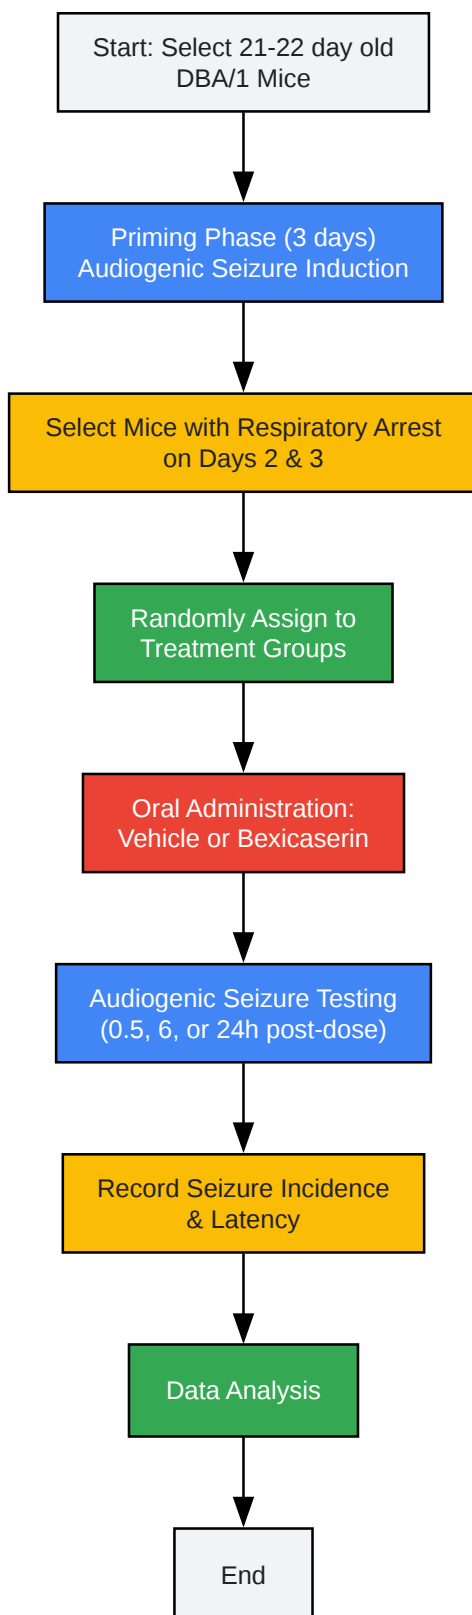 Start: Select 21-22 day old
DBA/1 Mice
Priming Phase (3 days)
Audiogenic Seizure Induction
Select Mice with Respiratory Arrest
on Days 2 & 3
Randomly Assign to
Treatment Groups
Oral Administration:
Vehicle or Bexicaserin
Audiogenic Seizure Testing
(0.5, 6, or 24h post-dose)
Record Seizure Incidence
& Latency
Data Analysis
End